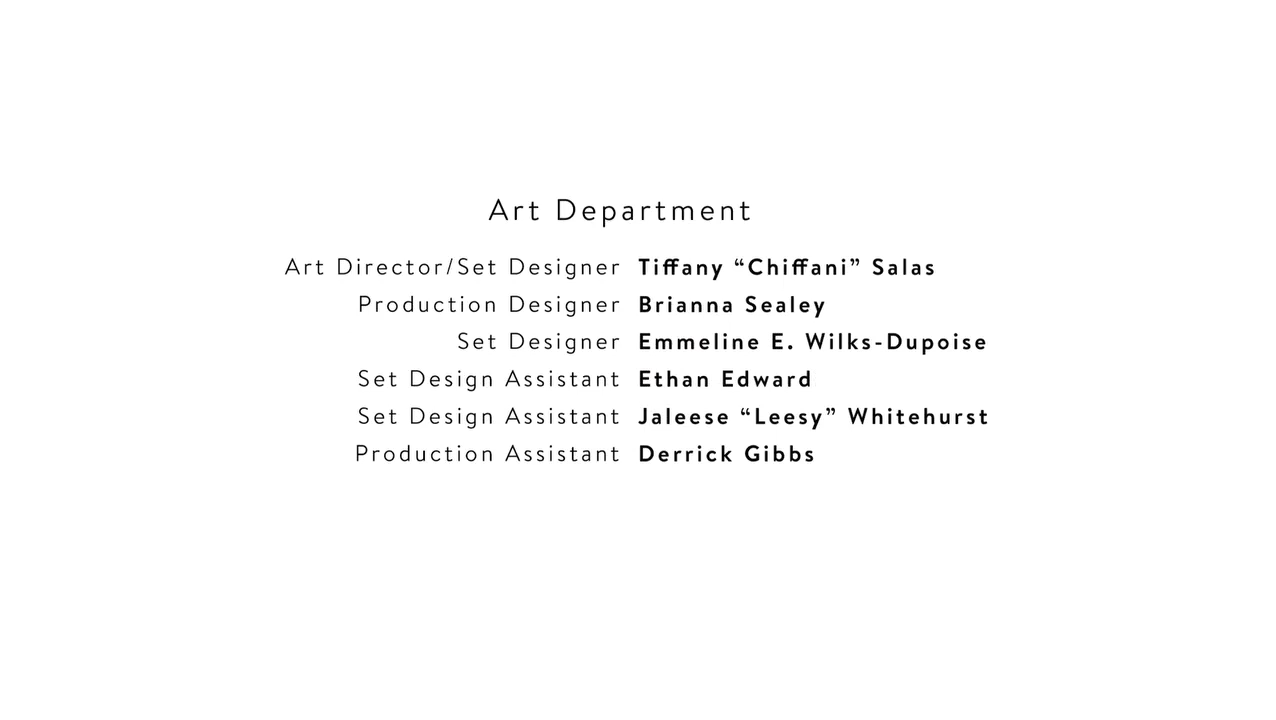 Art Department
Art Director/Set Designer Tiffany “Chiffani” Salas
Production Designer Brianna Sealey
Set Designer Emmeline E. Wilks-Dupoise
Set Design Assistant Ethan Edward
Set Design Assistant Jaleese “Leesy” Whitehurst
Production Assistant Derrick Gibbs